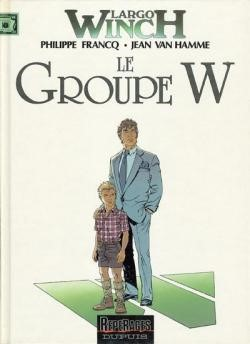 LARGO
WINCH
PHILIPPE FRANCQ • JEAN VAN HAMME
LE
GROUPE W
REPÉRAGES
DUPUIS